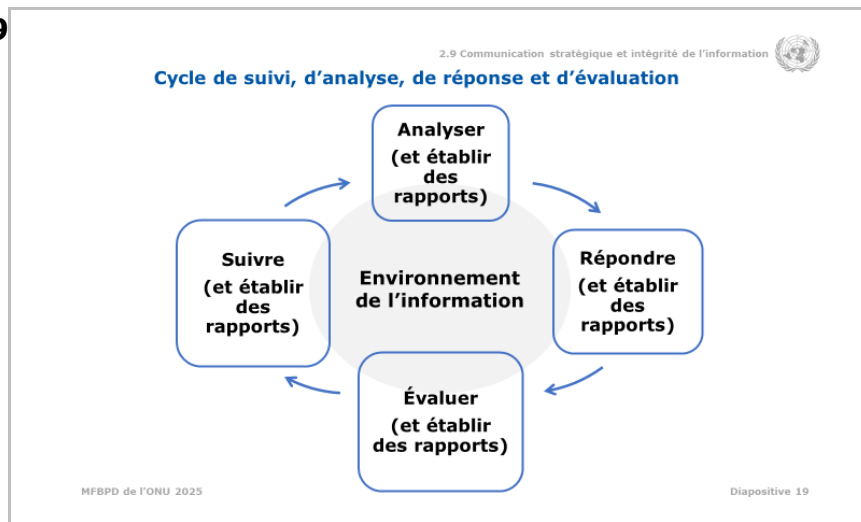 9
2.9 Communication stratégique et intégrité de l’information
Cycle de suivi, d’analyse, de réponse et d’évaluation
Analyser
(et établir
des
rapports)
Suivre
(et établir
des
rapports)
Environnement
de l’information
Répondre
(et établir
des
rapports)
Évaluer
(et établir
des rapports)
MFBPD de l’ONU 2025
Diapositive 19